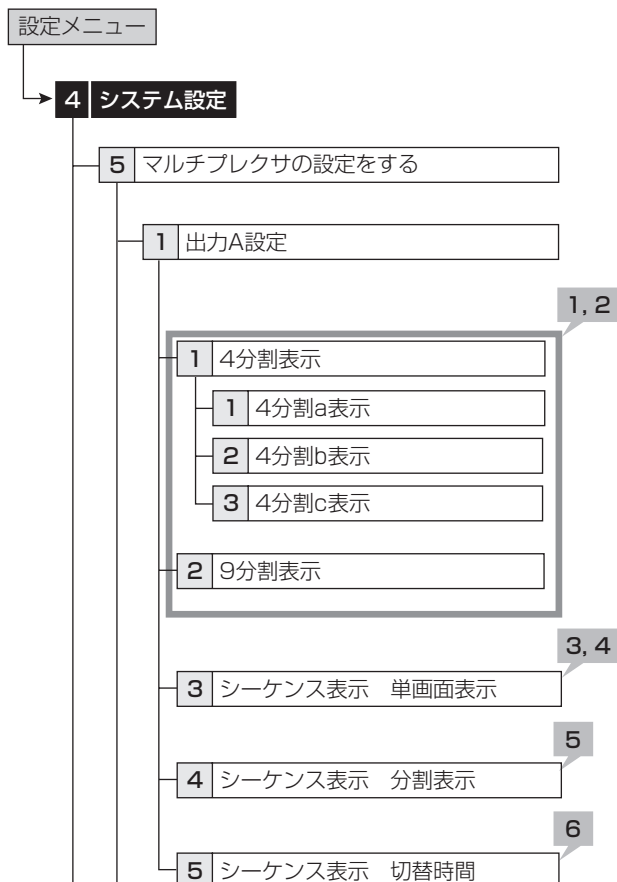 設定メニュー
4 システム設定
5 マルチプレクサの設定をする
1 出力A設定
1, 2
1 4分割表示
1 4分割a表示
2 4分割b表示
3 4分割c表示
2 9分割表示
3, 4
3 シーケンス表示　単画面表示
5
4 シーケンス表示　分割表示
6
5 シーケンス表示　切替時間